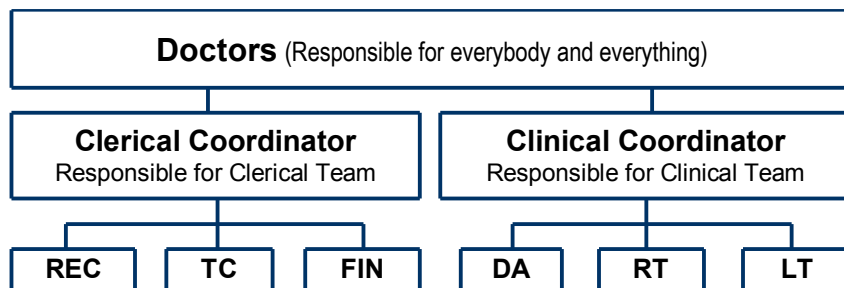 Doctors (Responsible for everybody and everything)
Clerical Coordinator
Responsible for Clerical Team
Clinical Coordinator
Responsible for Clinical Team
REC TC FIN DA RT LT